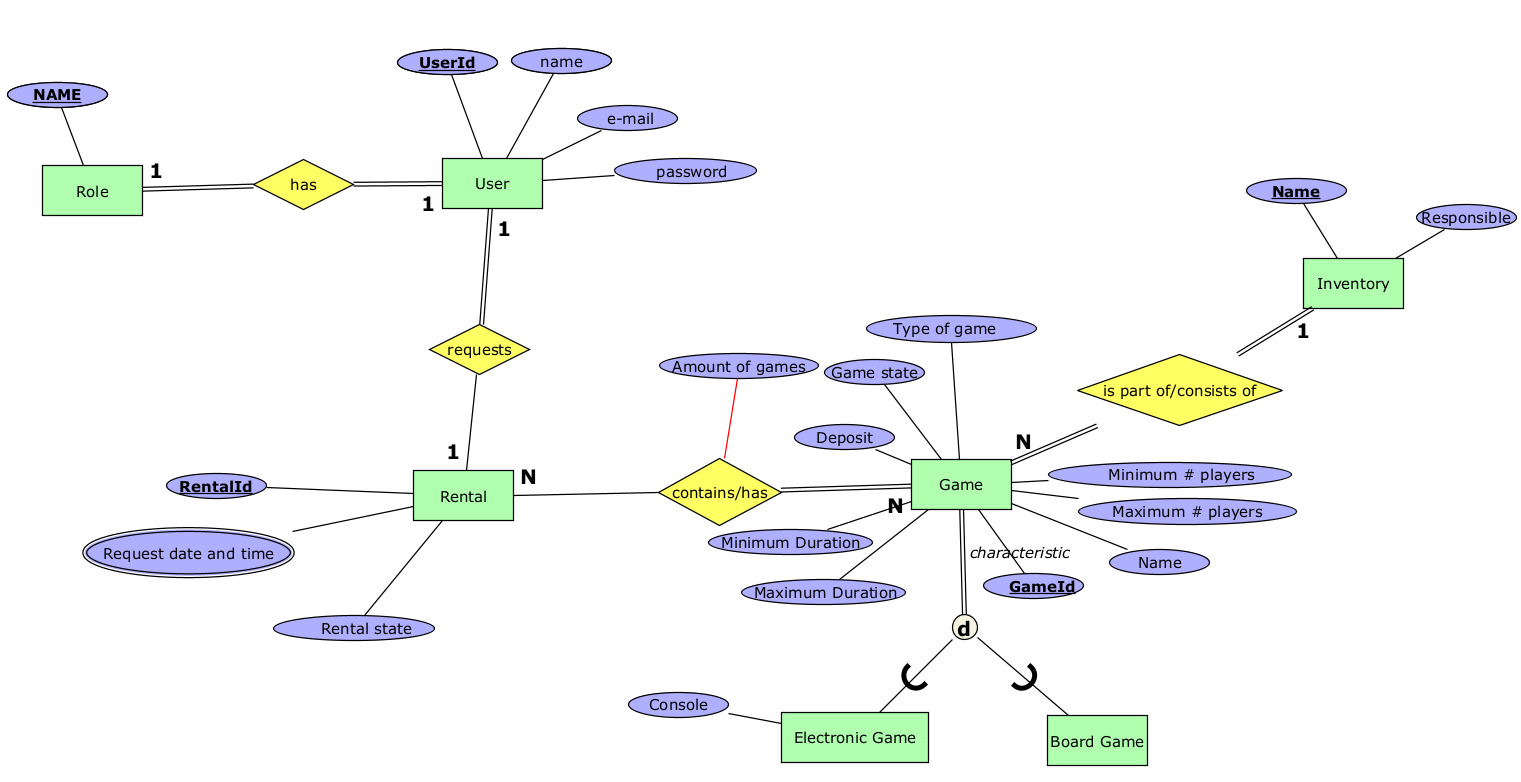 UserId
name
NAME
e-mail
1
has
User
password
Role
1
1
Name
Responsible
Inventory
Type of game
1
requests
Amount of games
Game state
is part of/consists of
Deposit
N
1
Minimum # players
N
RentalId
Rental
contains/has
Game
N
Maximum # players
Minimum Duration
Request date and time
characteristic
Name
Maximum Duration
GameId
Rental state
d
Console
Electronic Game
Board Game